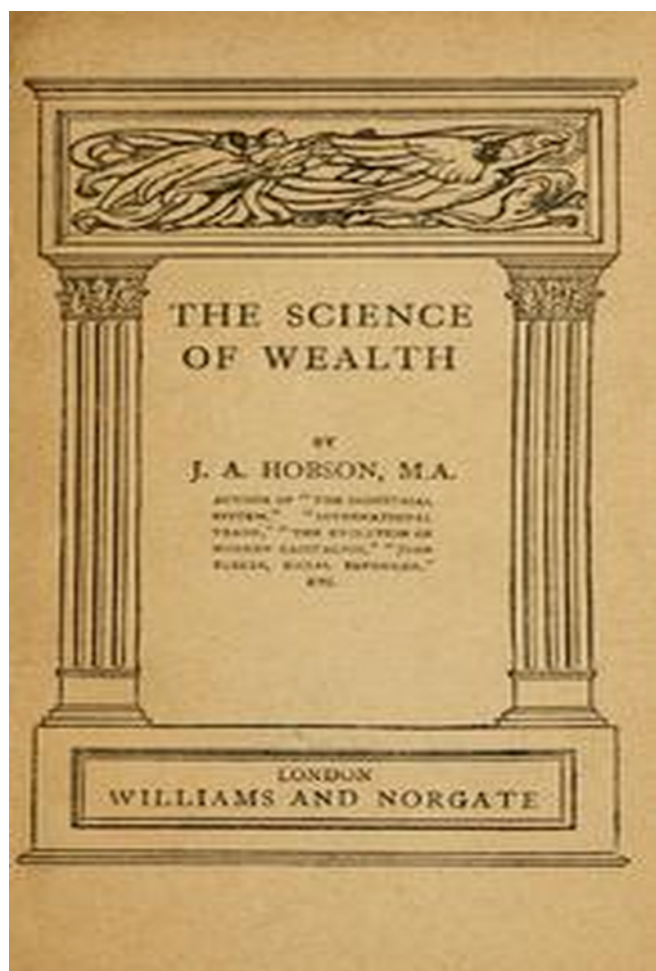 THE SCIENCE
OF WEALTH
BY
J. A. HOBSON, M.A.
AUTHOR OF "THE INDUSTRIAL
SYSTEM," "INTERNATIONAL
TRADE," "THE EVOLUTION OF
MODERN CAPITALISM," "JOHN
RUSKIN, SOCIAL REFORMER,"
ETC.
LONDON
WILLIAMS AND NORGATE